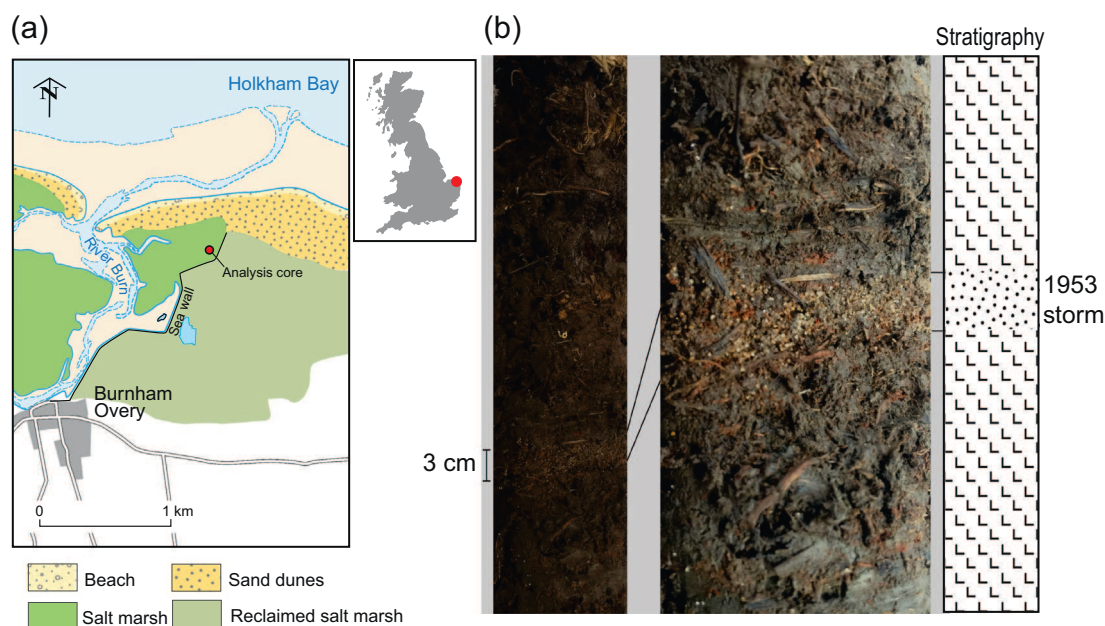 (a)
N
Holkham Bay
River Burn
Analysis core
Sea wall
Burnham
Overy
0
1 km
Beach
Sand dunes
Salt marsh
Reclaimed salt marsh
(b)
Stratigraphy
3 cm
1953
storm